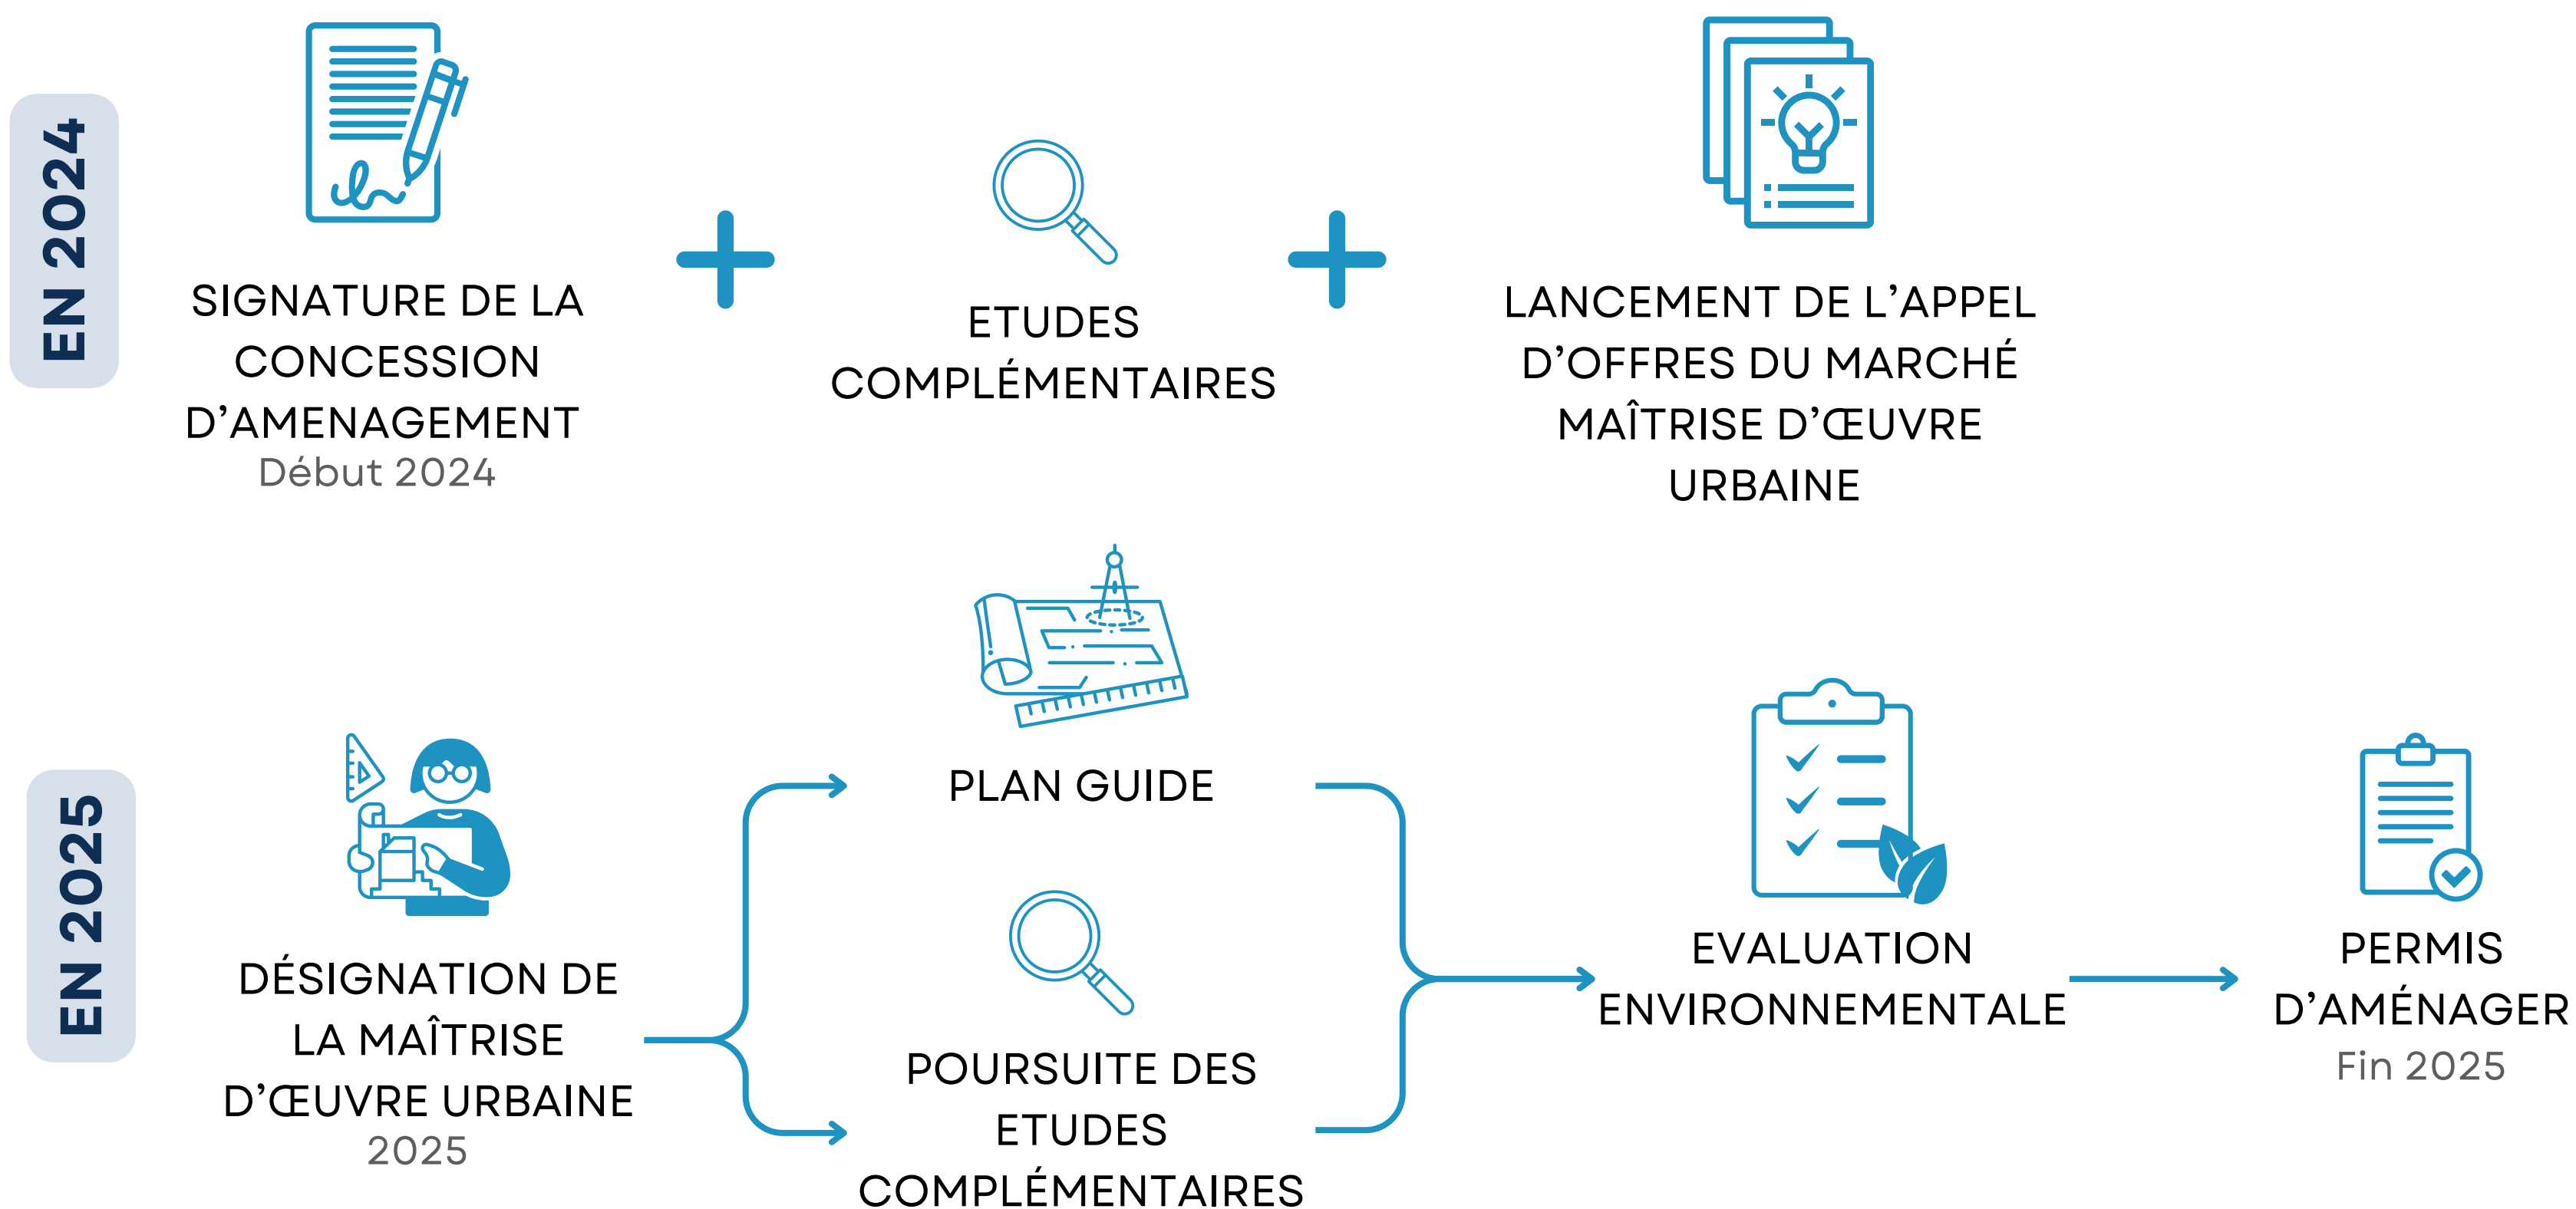 EN 2024
SIGNATURE DE LA
CONCESSION
D’AMENAGEMENT
Début 2024
ETUDES
COMPLÉMENTAIRES
LANCEMENT DE L’APPEL
D’OFFRES DU MARCHÉ
MAÎTRISE D’ŒUVRE
URBAINE
EN 2025
DÉSIGNATION DE
LA MAÎTRISE
D’ŒUVRE URBAINE
2025
PLAN GUIDE
POURSUITE DES
ETUDES
COMPLÉMENTAIRES
EVALUATION
ENVIRONNEMENTALE
PERMIS
D’AMÉNAGER
Fin 2025